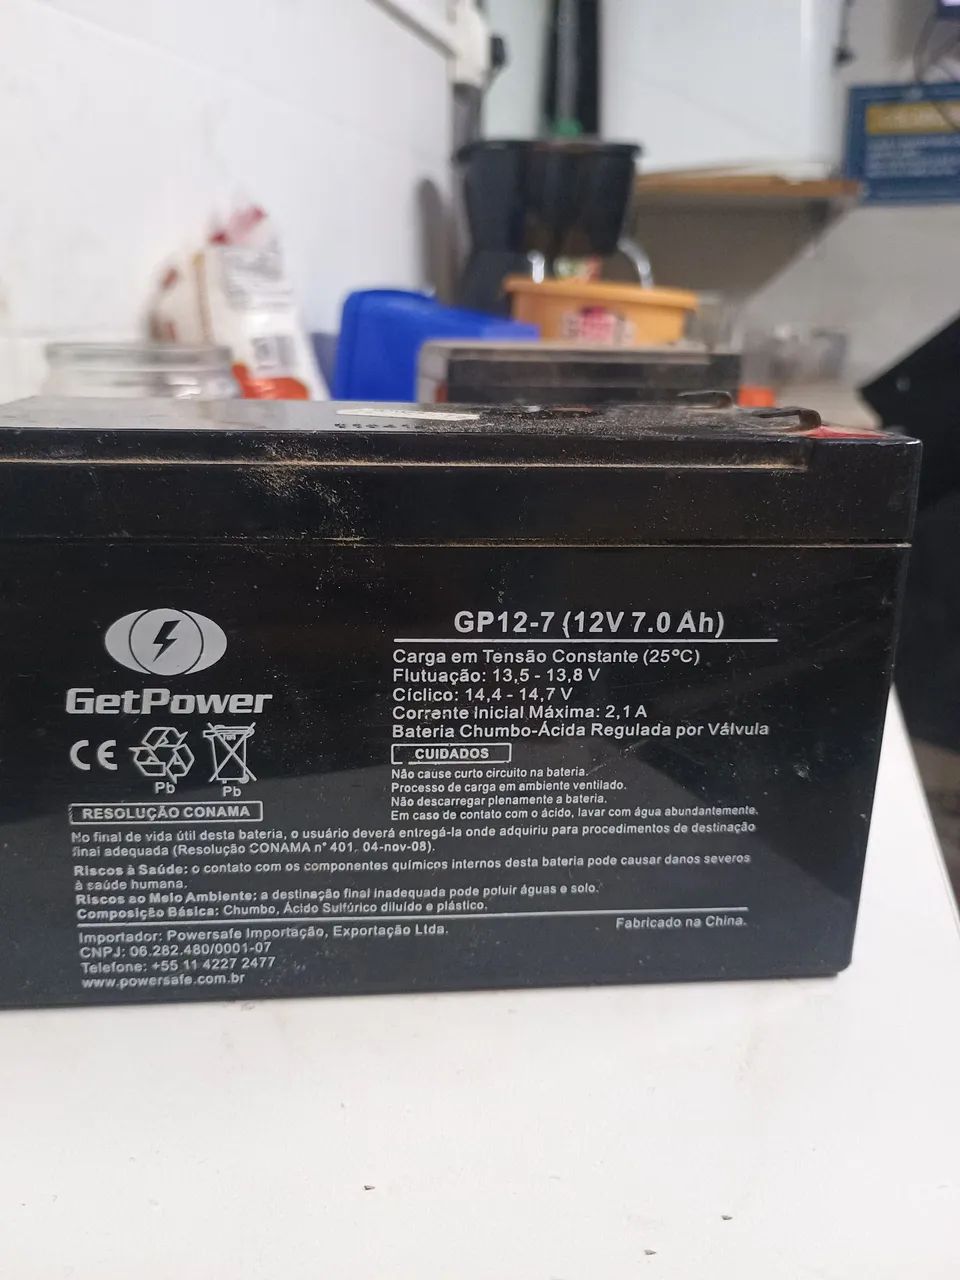 GP12-7 (12V 7.0 Ah)
Carga em Tensão Constante (25ºC)
Flutuação: 13,5 - 13,8 V
Cíclico: 14,4 - 14,7 V
Corrente Inicial Máxima: 2,1 A
Bateria Chumbo-Ácida Regulada por Válvula
CUIDADOS
Não cause curto circuito na bateria.
Processo de carga em ambiente ventilado.
Não descarregar plenamente a bateria.
Em caso de contato com o ácido, lavar com água abundantemente.
GetPower
CE
Pb
Pb
RESOLUÇÃO CONAMA
No final de vida útil desta bateria, o usuário deverá entregá-la onde adquiriu para procedimentos de destinação
final adequada (Resolução CONAMA nº 401, 04-nov-08).
Riscos à Saúde: o contato com os componentes químicos internos desta bateria pode causar danos severos
à saúde humana.
Riscos ao Meio Ambiente: a destinação final inadequada pode poluir águas e solo.
Composição Básica: Chumbo, Ácido Sulfúrico diluído e plástico.
Importador: Powersafe Importação, Exportação Ltda.
Fabricado na China.
CNPJ: 06.282.480/0001-07
Telefone: +55 11 4227 2477
www.powersafe.com.br